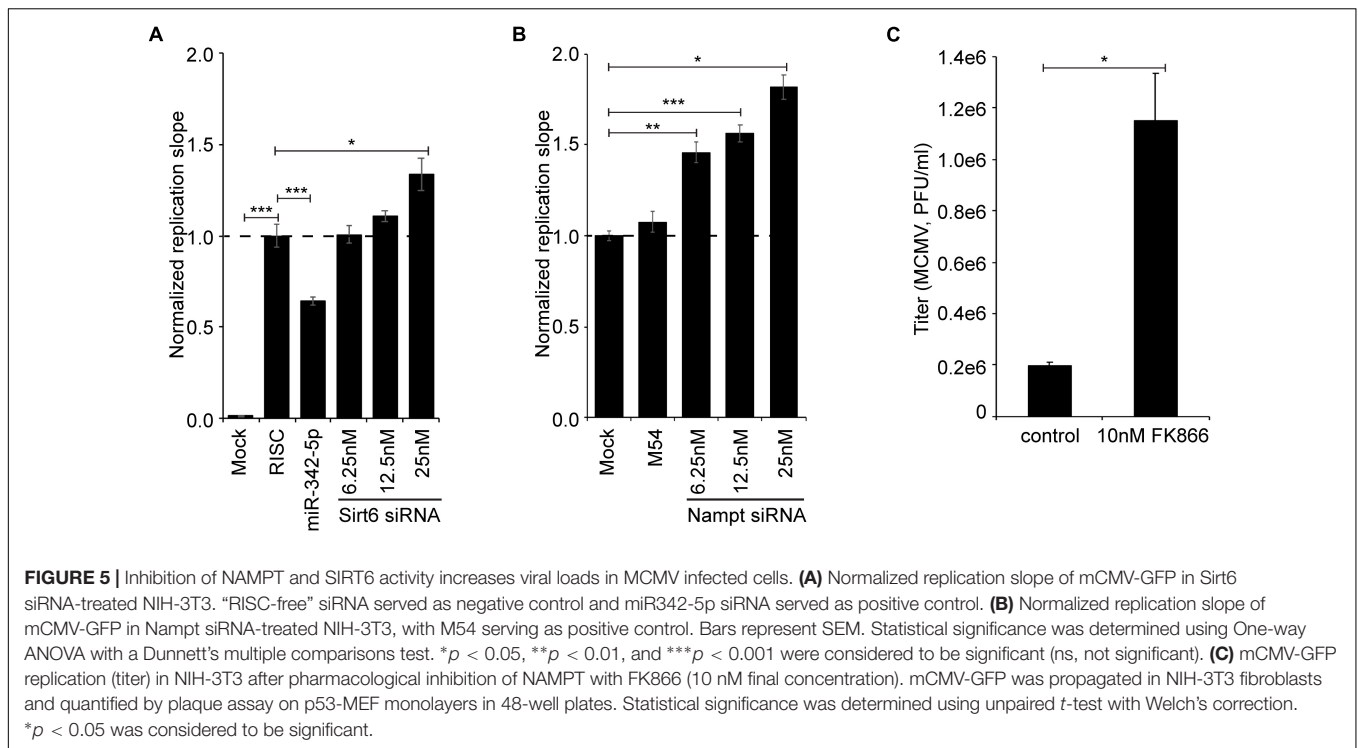 A
Normalized replication slope
2.0
1.5
1.0
0.5
0.0
***
***
*
Mock
RISC
miR-342-5p
6.25nM
12.5nM
25nM
Sirt6 siRNA
B
Normalized replication slope
2.0
1.5
1.0
0.5
0.0
*
***
**
Mock
M54
6.25nM
12.5nM
25nM
Nampt siRNA
C
Titer (MCMV, PFU/ml)
1.4e6
1.2e6
1.0e6
0.8e6
0.6e6
0.4e6
0.2e6
0
*
control
10nM FK866
FIGURE 5 | Inhibition of NAMPT and SIRT6 activity increases viral loads in MCMV infected cells. (A) Normalized replication slope of mCMV-GFP in Sirt6
siRNA-treated NIH-3T3. “RISC-free” siRNA served as negative control and miR342-5p siRNA served as positive control. (B) Normalized replication slope of
mCMV-GFP in Nampt siRNA-treated NIH-3T3, with M54 serving as positive control. Bars represent SEM. Statistical significance was determined using One-way
ANOVA with a Dunnett’s multiple comparisons test. *p < 0.05, **p < 0.01, and ***p < 0.001 were considered to be significant (ns, not significant). (C) mCMV-GFP
replication (titer) in NIH-3T3 after pharmacological inhibition of NAMPT with FK866 (10 nM final concentration). mCMV-GFP was propagated in NIH-3T3 fibroblasts
and quantified by plaque assay on p53-MEF monolayers in 48-well plates. Statistical significance was determined using unpaired t-test with Welch’s correction.
*p < 0.05 was considered to be significant.